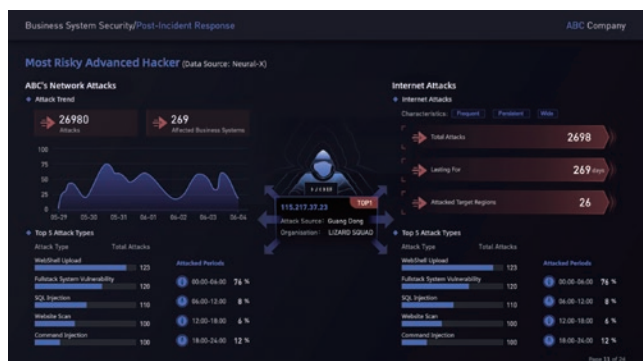 Business System Security/Post-Incident Response
ABC Company
Most Risky Advanced Hacker (Data Source: Neural-X)
ABC's Network Attacks
Attack Trend
26980
Attacks
269
Affected Business Systems
100
75
50
25
0
05-29 05-30 05-31 06-01 06-02 06-03 06-04
Top 5 Attack Types
Attack Type Total Attacks
WebShell Upload
123
Fullstack System Vulnerability
120
SQL Injection
110
Website Scan
100
Command Injection
100
Attacked Periods
00:00-06:00 76 %
06:00-12:00 8 %
12:00-18:00 6 %
18:00-24:00 12 %
HACKER
TOP1
115.217.37.23
Attack Source: Guang Dong
Organisation: LIZARD SQUAD
Internet Attacks
Internet Attacks
Characteristics: Frequent Persistent Wide
Total Attacks 2698
Lasting For 269 days
Attacked Target Regions 26
Top 5 Attack Types
Attack Type Total Attacks
WebShell Upload
123
Fullstack System Vulnerability
120
SQL Injection
110
Website Scan
100
Command Injection
100
Attacked Periods
00:00-06:00 76 %
06:00-12:00 8 %
12:00-18:00 6 %
18:00-24:00 12 %